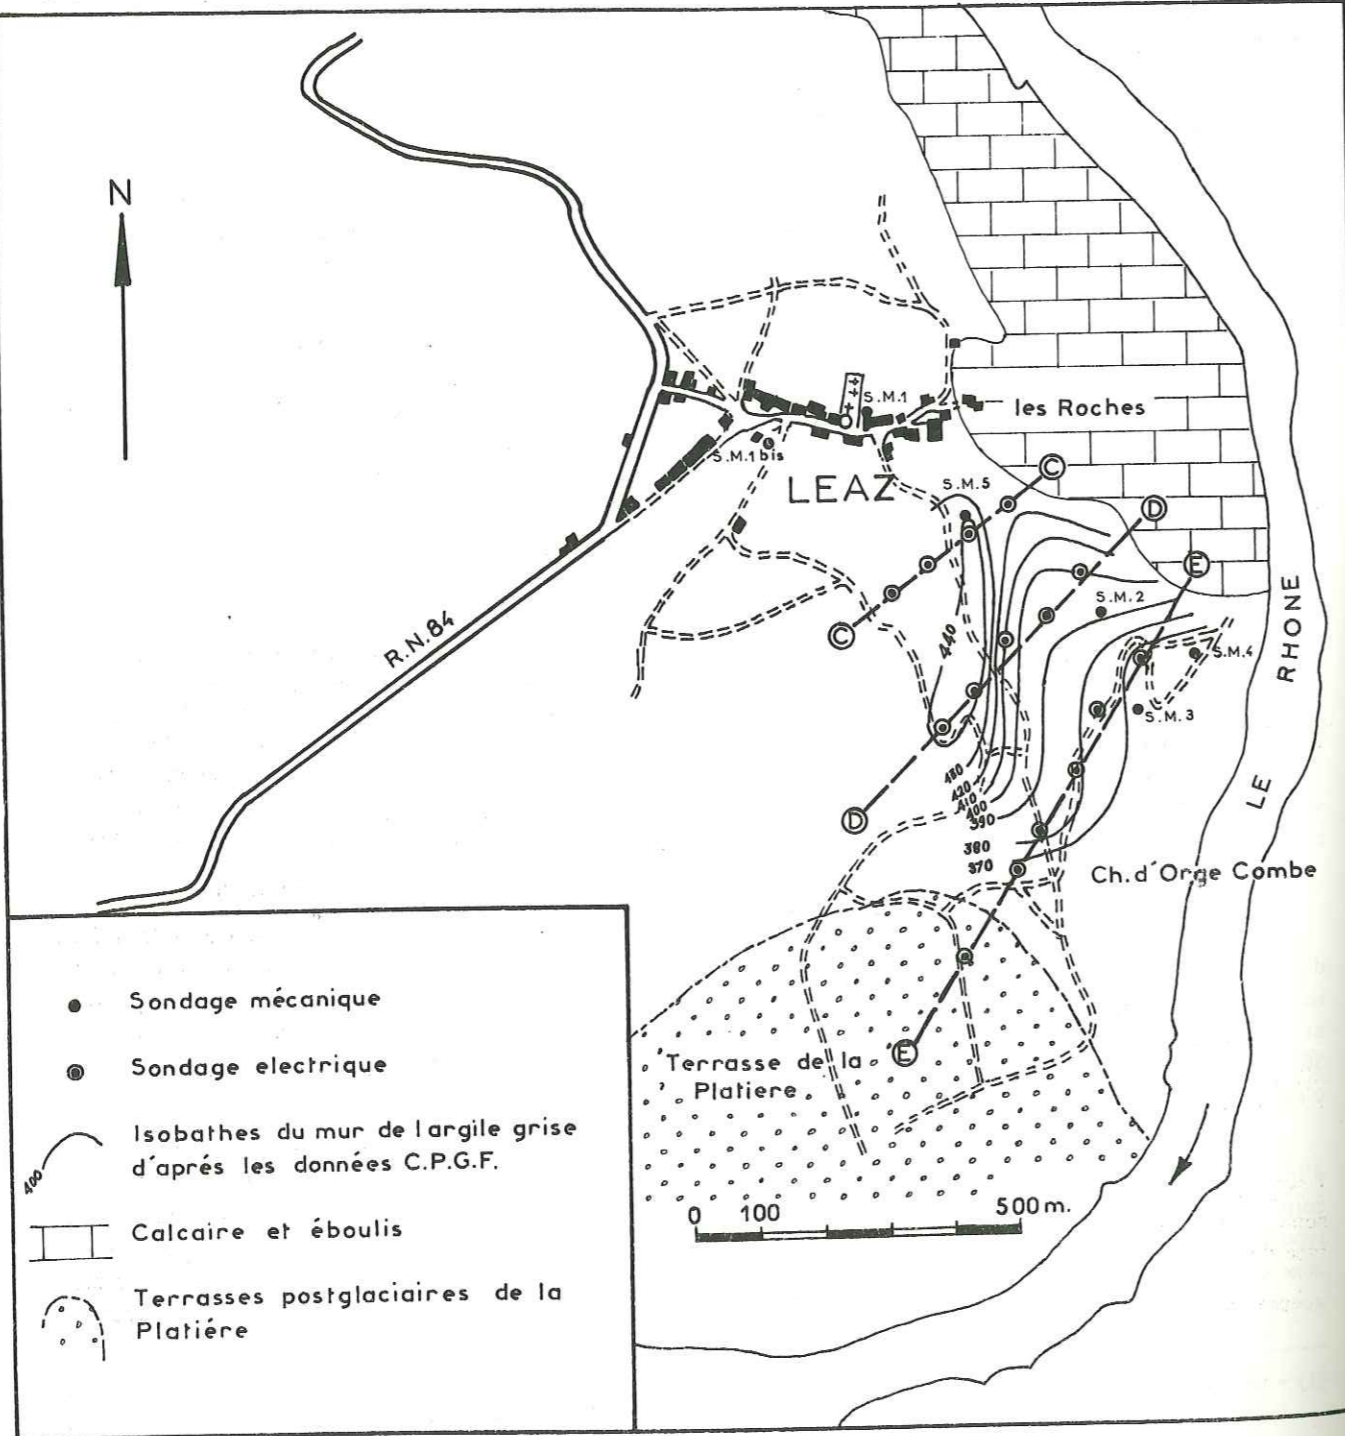 N
S.M.1
les Roches
S.M.1 bis
LEAZ
S.M.5
C
D
E
R.N.84
C
440
S.M.2
S.M.4
S.M.3
RHONE
LE
D
430
420
410
400
390
380
370
Ch. d'Orge Combe
E
Terrasse de la
Platiere
0 100 500 m.
Sondage mécanique
Sondage electrique
Isobathes du mur de l argile grise
d'aprés les données C.P.G.F.
400
Calcaire et éboulis
Terrasses postglaciaires de la
Platiére